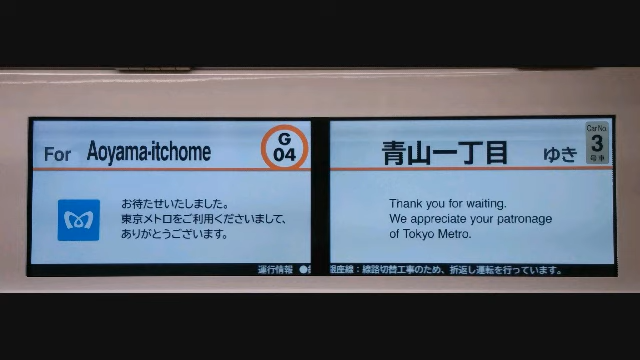 For Aoyama-itchome
G
04
お待たせいたしました。
東京メトロをご利用くださいまして、
ありがとうございます。
青山一丁目 ゆき
Car No.
3
号車
Thank you for waiting.
We appreciate your patronage
of Tokyo Metro.
運行情報 ●銀座線：線路切替工事のため、折返し運転を行っています。